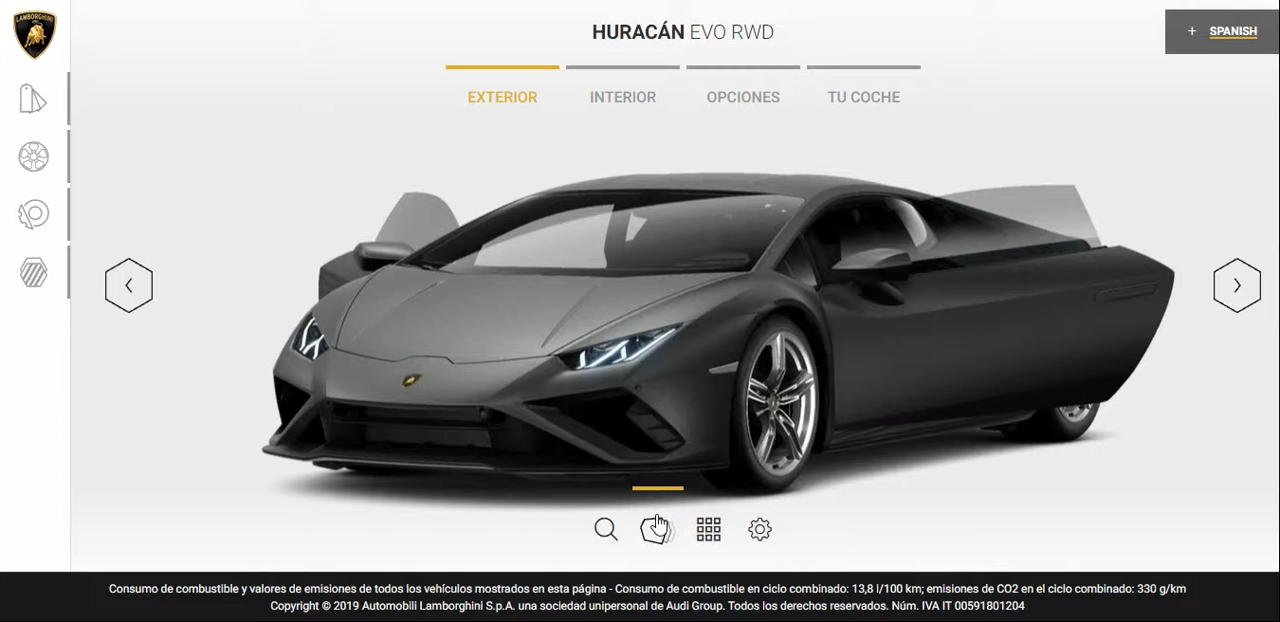 LAMBORGHINI
HURACÁN EVO RWD
+ SPANISH
EXTERIOR
INTERIOR
OPCIONES
TU COCHE
Consumo de combustible y valores de emisiones de todos los vehículos mostrados en esta página - Consumo de combustible en ciclo combinado: 13,8 l/100 km; emisiones de CO2 en el ciclo combinado: 330 g/km
Copyright © 2019 Automobili Lamborghini S.p.A. una sociedad unipersonal de Audi Group. Todos los derechos reservados. Núm. IVA IT 00591801204